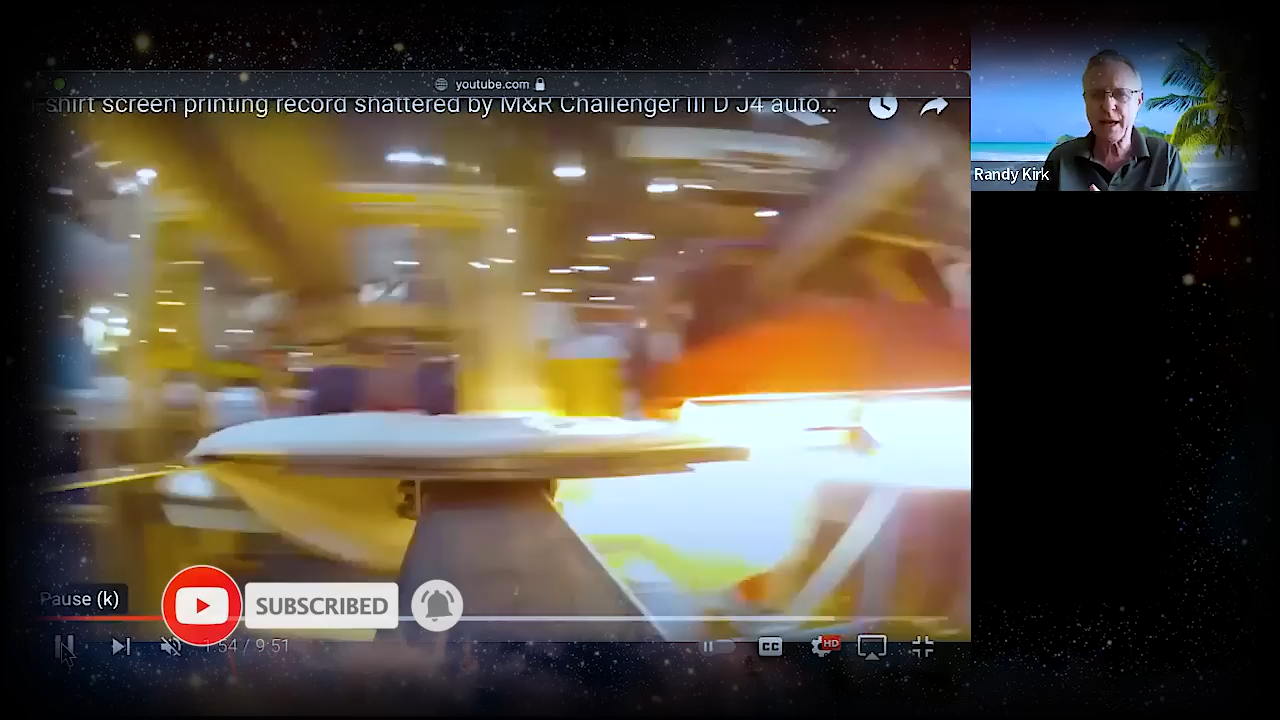 youtube.com
-shirt screen printing record shattered by M&R Challenger III D J4 auto...
Randy Kirk
Pause (k)
SUBSCRIBED
1:54 / 9:51
CC
HD